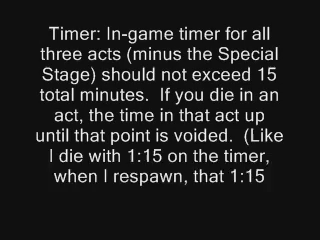 Timer: In-game timer for all
three acts (minus the Special
Stage) should not exceed 15
total minutes.  If you die in an
act, the time in that act up
until that point is voided.  (Like
I die with 1:15 on the timer,
when I respawn, that 1:15